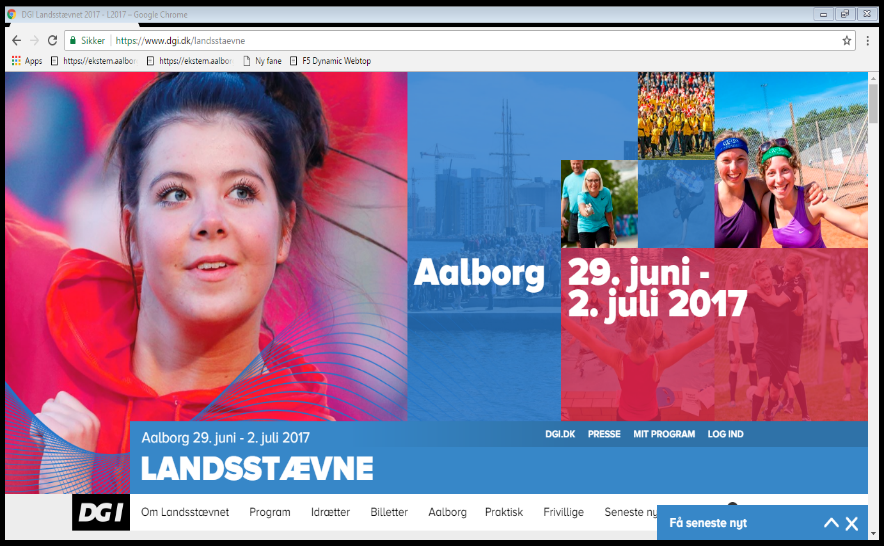 DGI Landsstævnet 2017 - L2017 – Google Chrome
Sikker | https://www.dgi.dk/landsstaevne
Apps https://ekstern.aalbor https://ekstern.aalbor Ny fane F5 Dynamic Webtop
Aalborg
29. juni -
2. juli 2017
Aalborg 29. juni - 2. juli 2017
DGI.DK PRESSE MIT PROGRAM LOG IND
LANDSSTÆVNE
DGI Om Landsstævnet Program Idrætter Billetter Aalborg Praktisk Frivillige Seneste ny
Få seneste nyt